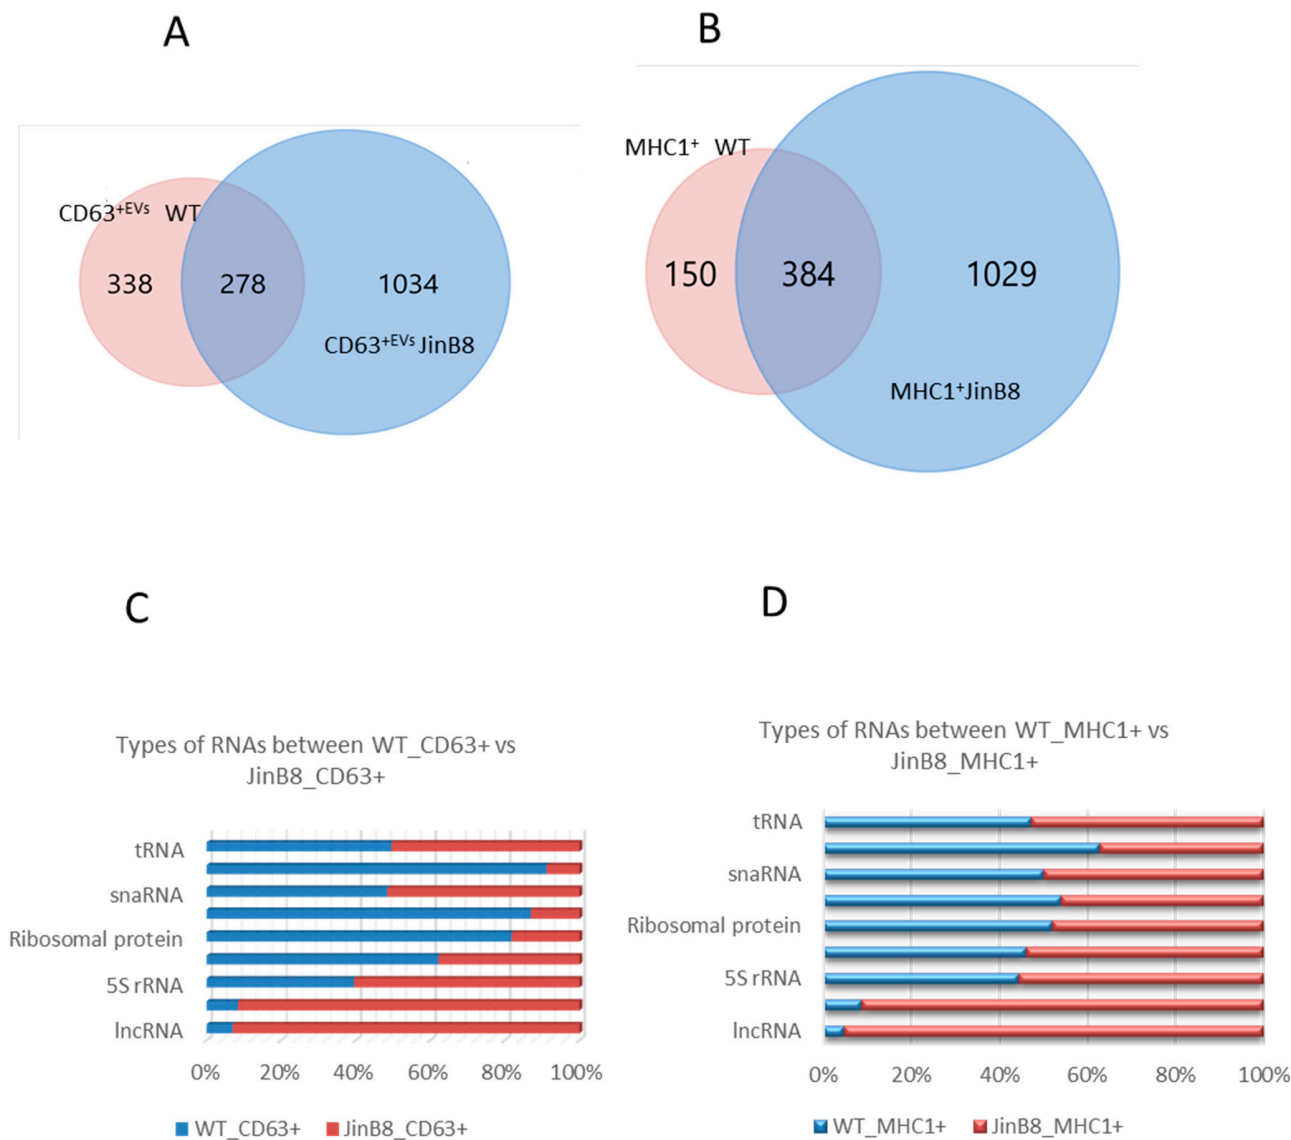 A
B
CD63+EVs WT
338
278
1034
CD63+EVs JinB8
MHC1+ WT
150
384
1029
MHC1+JinB8
C
D
Types of RNAs between WT_CD63+ vs
JinB8_CD63+
tRNA
snaRNA
Ribosomal protein
5S rRNA
lncRNA
0% 20% 40% 60% 80% 100%
WT_CD63+ JinB8_CD63+
Types of RNAs between WT_MHC1+ vs
JinB8_MHC1+
tRNA
snaRNA
Ribosomal protein
5S rRNA
lncRNA
0% 20% 40% 60% 80% 100%
WT_MHC1+ JinB8_MHC1+